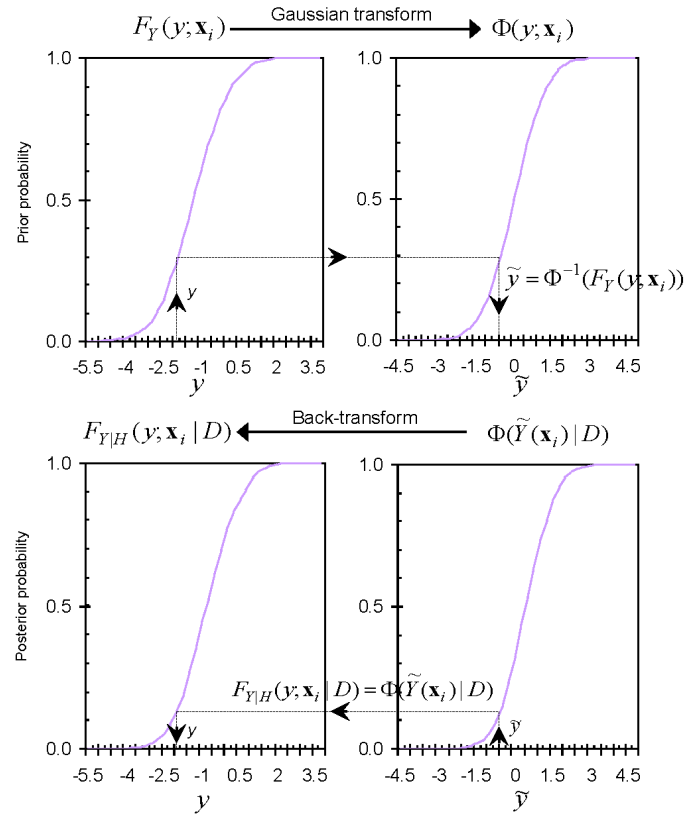 F_Y(y; x_i) Gaussian transform Φ(y; x_i)
Prior probability
1.0
0.5
0.0
y
-5.5 -4 -2.5 -1 0.5 2 3.5
y
1.0
0.5
0.0
ỹ = Φ⁻¹(F_Y(y; x_i))
-4.5 -3 -1.5 0 1.5 3 4.5
ỹ
F_{Y|H}(y; x_i | D) Back-transform Φ(Ỹ(x_i) | D)
Posterior probability
1.0
0.5
0.0
F_{Y|H}(y; x_i | D) = Φ(Ỹ(x_i) | D)
y
-5.5 -4 -2.5 -1 0.5 2 3.5
y
1.0
0.5
0.0
ỹ
-4.5 -3 -1.5 0 1.5 3 4.5
ỹ